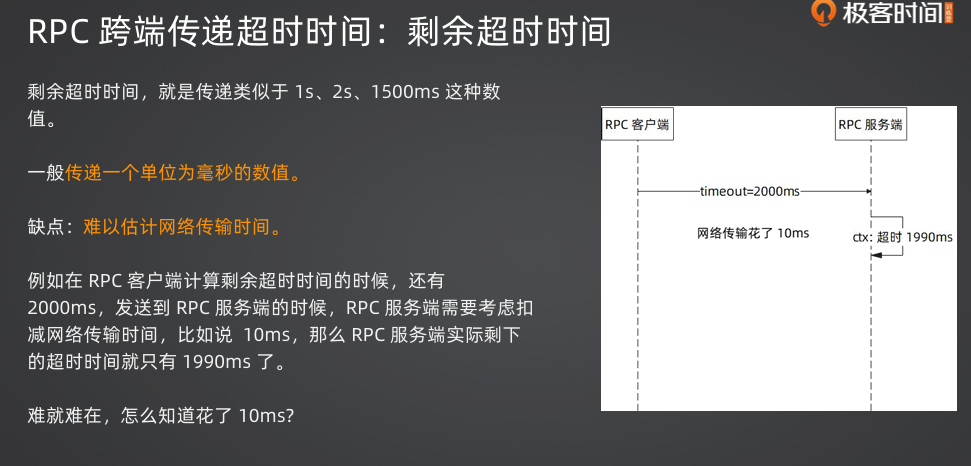 RPC 跨端传递超时时间：剩余超时时间
极客时间
剩余超时时间，就是传递类似于 1s、2s、1500ms 这种数
值。
一般传递一个单位为毫秒的数值。
缺点：难以估计网络传输时间。
例如在 RPC 客户端计算剩余超时时间的时候，还有
2000ms，发送到 RPC 服务端的时候，RPC 服务端需要考虑扣
减网络传输时间，比如说 10ms，那么 RPC 服务端实际剩下
的超时时间就只有 1990ms 了。
难就难在，怎么知道花了 10ms?
RPC 客户端
RPC 服务端
timeout=2000ms
网络传输花了 10ms
ctx: 超时 1990ms